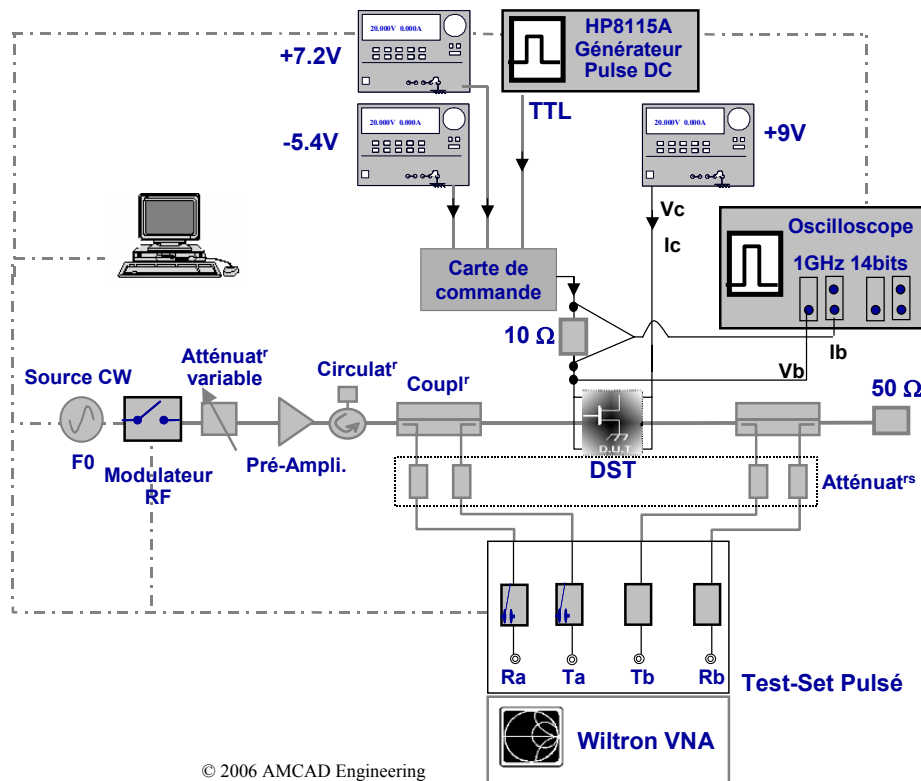 HP8115A
Générateur
Pulse DC
20.000V 0.000A
+7.2V
TTL
20.000V 0.000A
-5.4V
20.000V 0.000A
+9V
Vc
Ic
Oscilloscope
1GHz 14bits
Carte de
commande
10 Ω
Ib
Vb
Source CW
Atténuatʳ
variable
Circulatʳ
Couplʳ
50 Ω
F0
Modulateur
RF
Pré-Ampli.
D.U.T.
DST
Atténuatʳˢ
Ra
Ta
Tb
Rb
Test-Set Pulsé
Wiltron VNA
© 2006 AMCAD Engineering